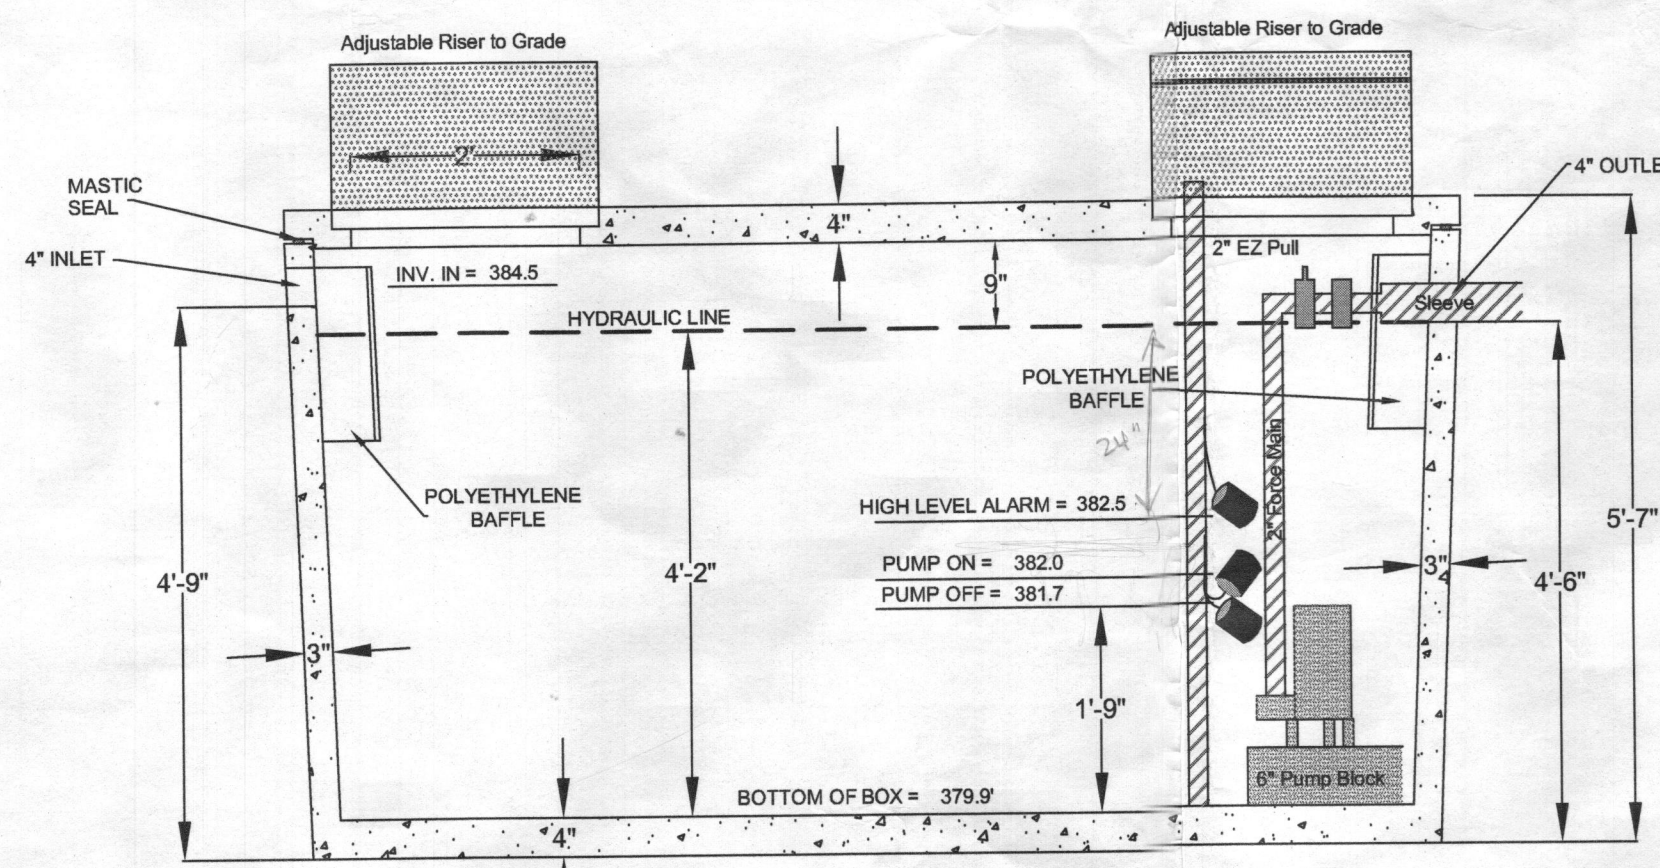 Adjustable Riser to Grade
Adjustable Riser to Grade
2'
4" OUTLE
MASTIC
SEAL
4"
4" INLET
2" EZ Pull
INV. IN = 384.5
9"
Sleeve
HYDRAULIC LINE
POLYETHYLENE
BAFFLE
24"
2" Force Main
POLYETHYLENE
BAFFLE
HIGH LEVEL ALARM = 382.5
5'-7"
PUMP ON = 382.0
4'-9"
4'-2"
3"
4'-6"
PUMP OFF = 381.7
3"
1'-9"
6" Pump Block
BOTTOM OF BOX = 379.9'
4"